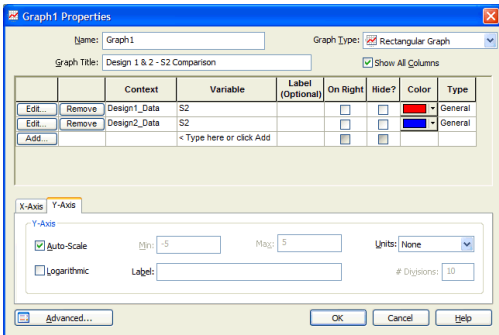 Graph1 Properties
Name: Graph1 Graph Type: Rectangular Graph
Graph Title: Design 1 & 2 - S2 Comparison Show All Columns
Context Variable Label (Optional) On Right Hide? Color Type
Edit... Remove Design1_Data S2 General
Edit... Remove Design2_Data S2 General
Add... < Type here or click Add
X-Axis Y-Axis
Y-Axis
Auto-Scale Min: -5 Max: 5 Units: None
Logarithmic Label: # Divisions: 10
Advanced... OK Cancel Help